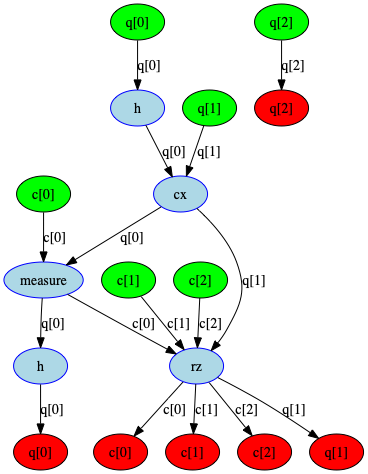 q[0] q[2]
q[0] q[2]
h q[1] q[2]
q[0] q[1]
c[0] cx
c[0] q[0]
measure c[1] c[2] q[1]
q[0] c[0] c[1] c[2]
h rz
q[0] c[0] c[1] c[2] q[1]
q[0] c[0] c[1] c[2] q[1]